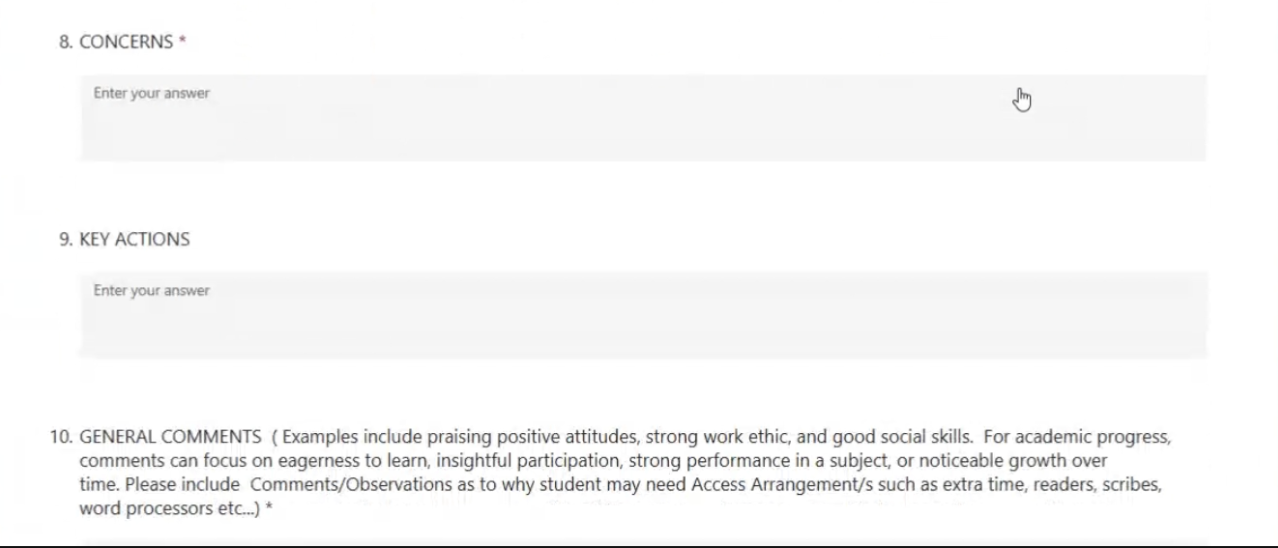 8. CONCERNS *
Enter your answer
9. KEY ACTIONS
Enter your answer
10. GENERAL COMMENTS  ( Examples include praising positive attitudes, strong work ethic, and good social skills.  For academic progress,
comments can focus on eagerness to learn, insightful participation, strong performance in a subject, or noticeable growth over
time. Please include  Comments/Observations as to why student may need Access Arrangement/s such as extra time, readers, scribes,
word processors etc...) *